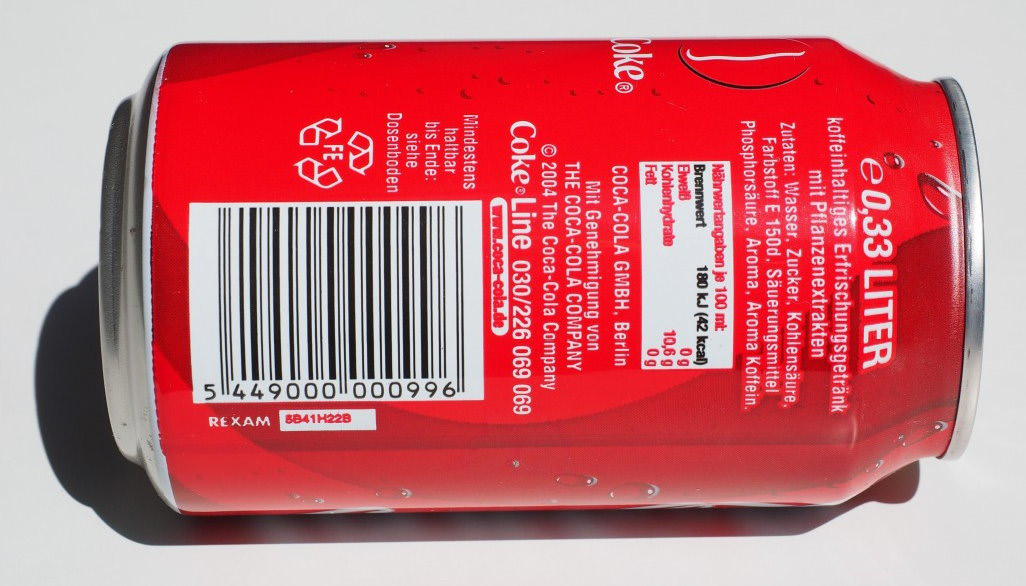 Coke®
e 0,33 LITER
koffeinhaltiges Erfrischungsgetränk
mit Pflanzenextrakten
Zutaten: Wasser, Zucker, Kohlensäure,
Farbstoff E 150d, Säuerungsmittel
Phosphorsäure, Aroma, Aroma Koffein.
Nährwertangaben je 100 ml:
Brennwert 180 kJ (42 kcal)
Eiweiß 0 g
Kohlenhydrate 10,6 g
Fett 0 g
COCA-COLA GMBH, Berlin
Mit Genehmigung von
THE COCA-COLA COMPANY
© 2004 The Coca-Cola Company
Coke® Line 030/226 069 069
www.coca-cola.de
Mindestens
haltbar
bis Ende:
siehe
Dosenboden
FE
5 449000 000996
REXAM 5B41H22B